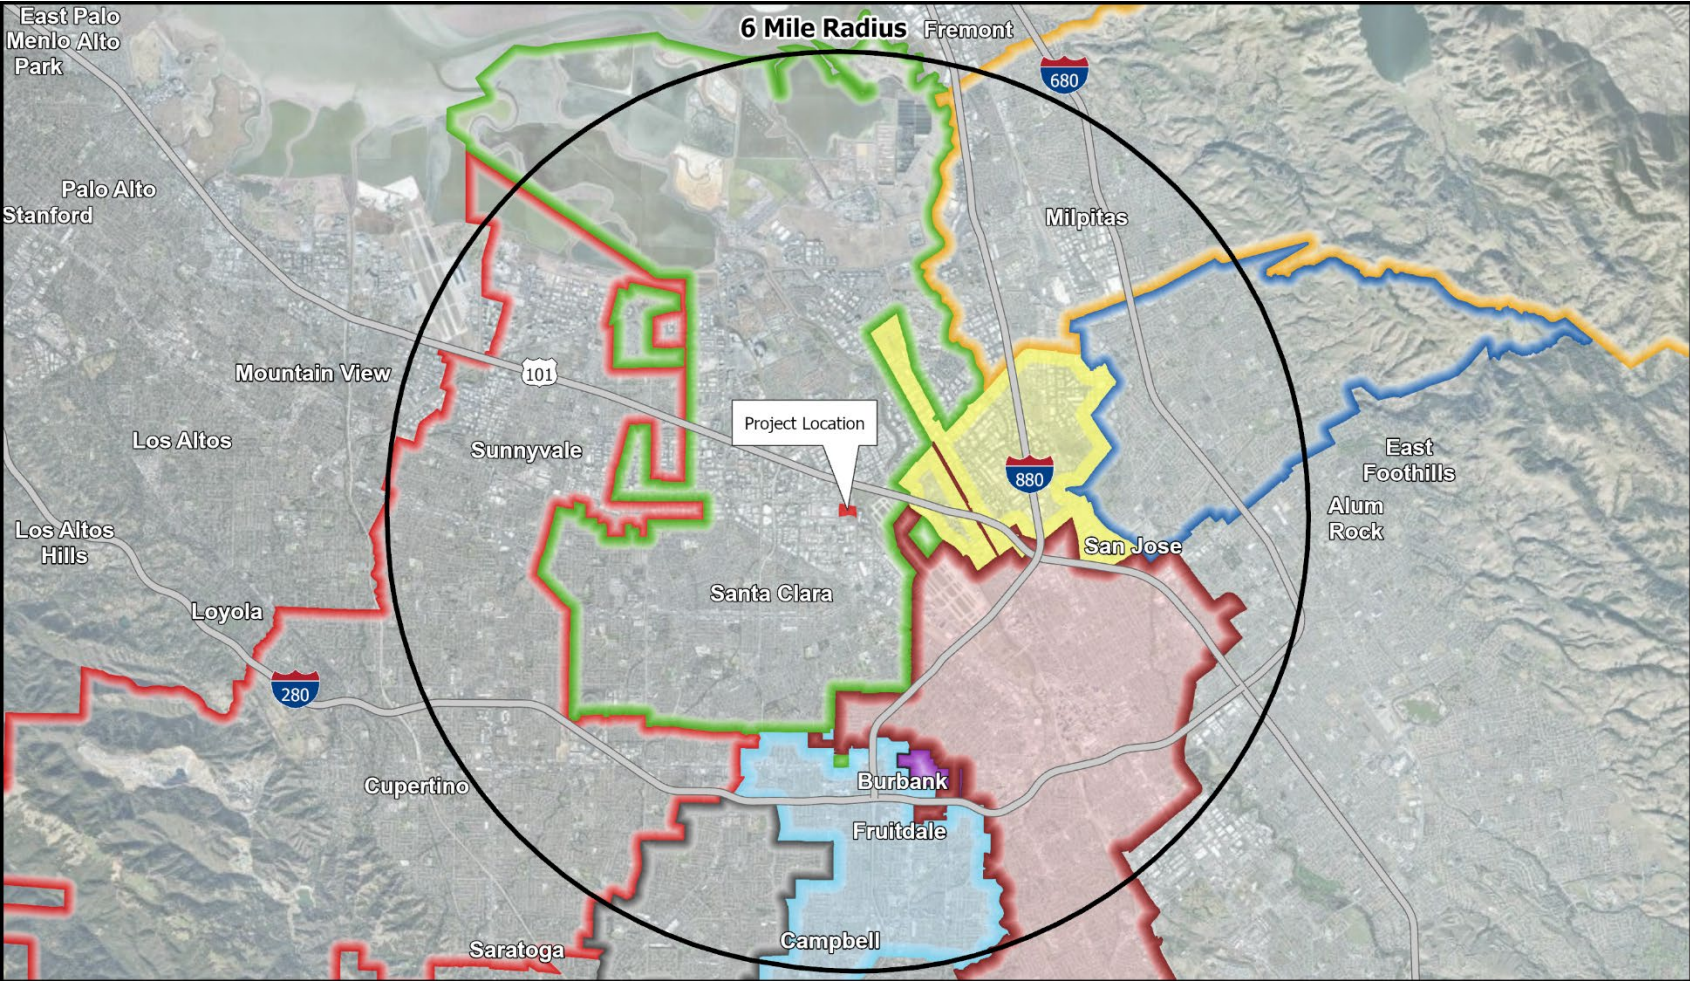 East Palo
Alto
Menlo
Park
6 Mile Radius
Fremont
680
Palo Alto
Stanford
Milpitas
Mountain View
101
Project Location
Los Altos
Sunnyvale
880
East
Foothills
Alum
Rock
Los Altos
Hills
San Jose
Santa Clara
Loyola
280
Cupertino
Burbank
Fruitdale
Campbell
Saratoga